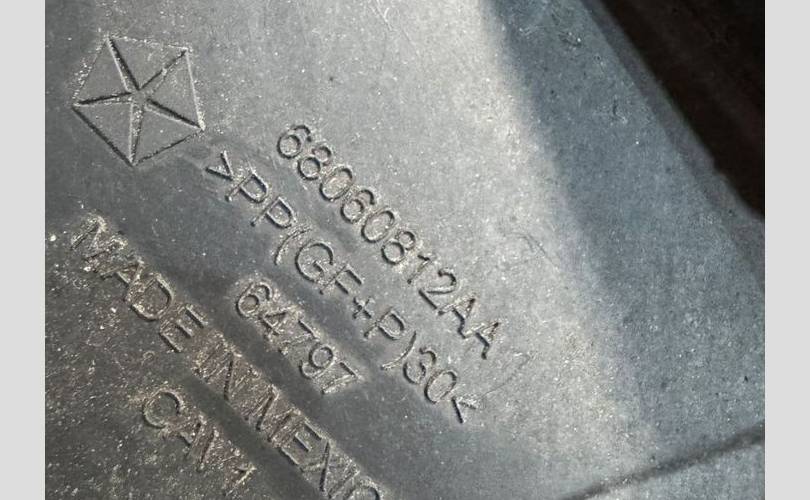 68060812AA
>PP(GF+P)30<
64797
MADE IN MEXICO
CAV1